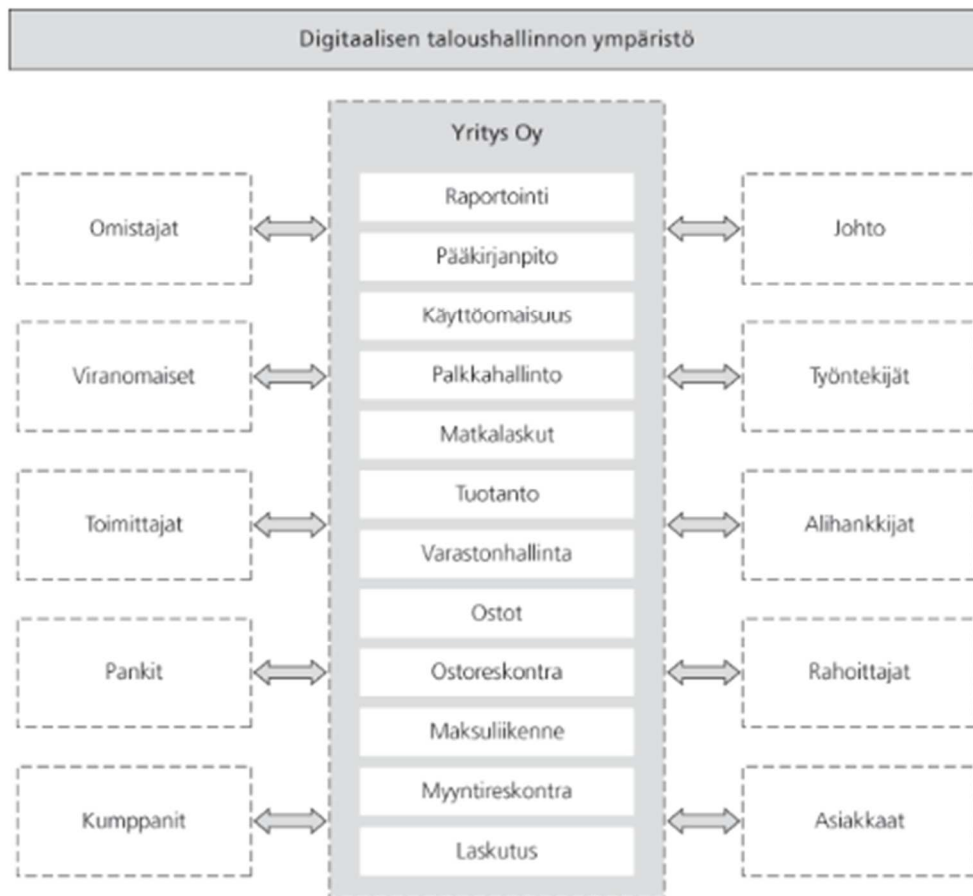 Digitaalisen taloushallinnon ympäristö
Yritys Oy
Omistajat
Viranomaiset
Toimittajat
Pankit
Kumppanit
Raportointi
Pääkirjanpito
Käyttöomaisuus
Palkkahallinto
Matkalaskut
Tuotanto
Varastonhallinta
Ostot
Ostoreskontra
Maksuliikenne
Myyntireskontra
Laskutus
Johto
Työntekijät
Alihankkijat
Rahoittajat
Asiakkaat